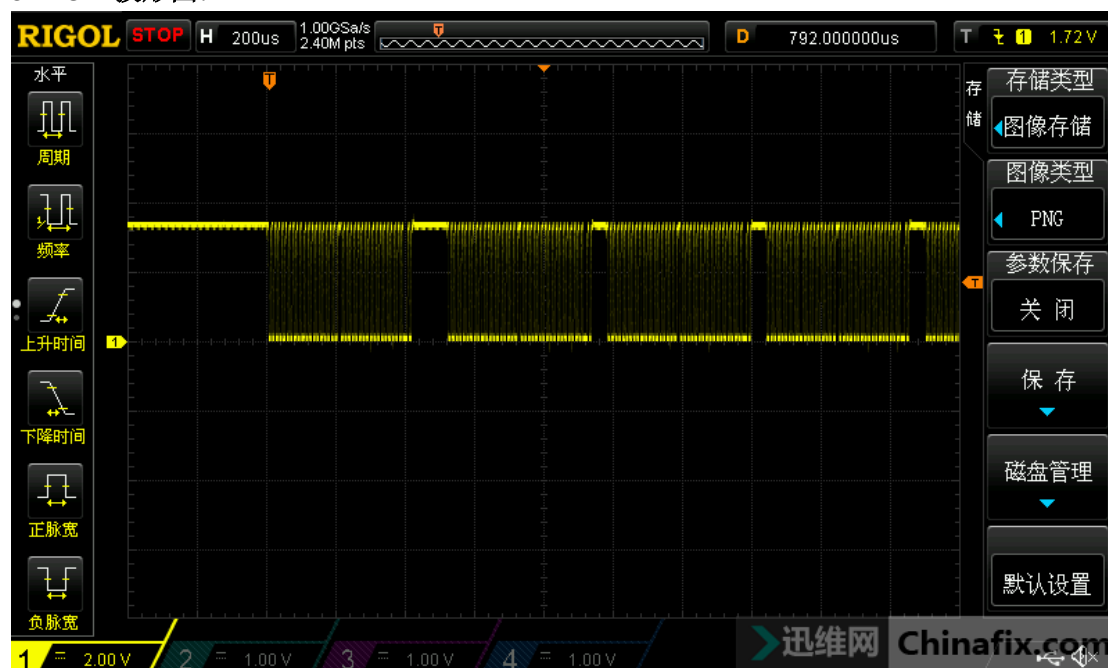 RIGOL STOP H 200us 1.00GSa/s 2.40M pts T D 792.000000us T 1 1.72 V
水平
周期
频率
上升时间
下降时间
正脉宽
负脉宽
T
1
T
存储
存储类型
图像存储
图像类型
PNG
参数保存
关 闭
保 存
磁盘管理
默认设置
1 2.00 V 2 1.00 V 3 1.00 V 4 1.00 V
迅维网 Chinafix.com